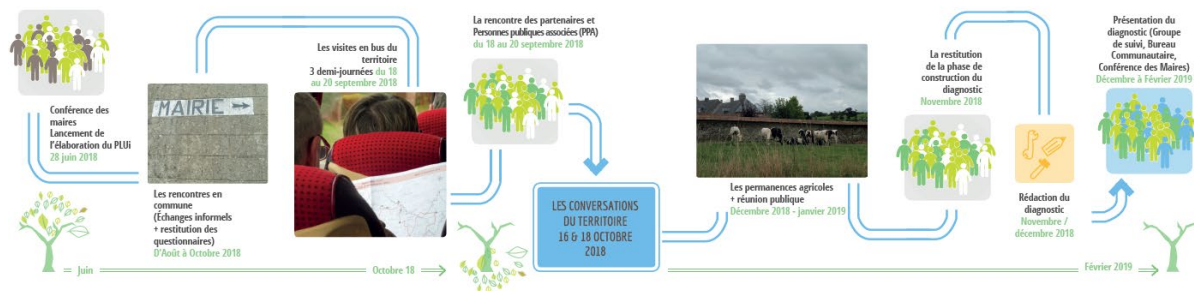 Conférence des
maires
Lancement de
l'élaboration du PLUi
28 juin 2018
MAIRIE
Les rencontres en
commune
(Échanges informels
+ restitution des
questionnaires)
D'Août à Octobre 2018
Les visites en bus du
territoire
3 demi-journées du 18
au 20 septembre 2018
La rencontre des partenaires et
Personnes publiques associées (PPA)
du 18 au 20 septembre 2018
LES CONVERSATIONS
DU TERRITOIRE
16 & 18 OCTOBRE
2018
Les permanences agricoles
+ réunion publique
Décembre 2018 - janvier 2019
La restitution
de la phase de
construction du
diagnostic
Novembre 2018
Rédaction du
diagnostic
Novembre /
décembre 2018
Présentation du
diagnostic (Groupe
de suivi, Bureau
Communautaire,
Conférence des Maires)
Décembre à Février 2019
Juin
Octobre 18
Février 2019